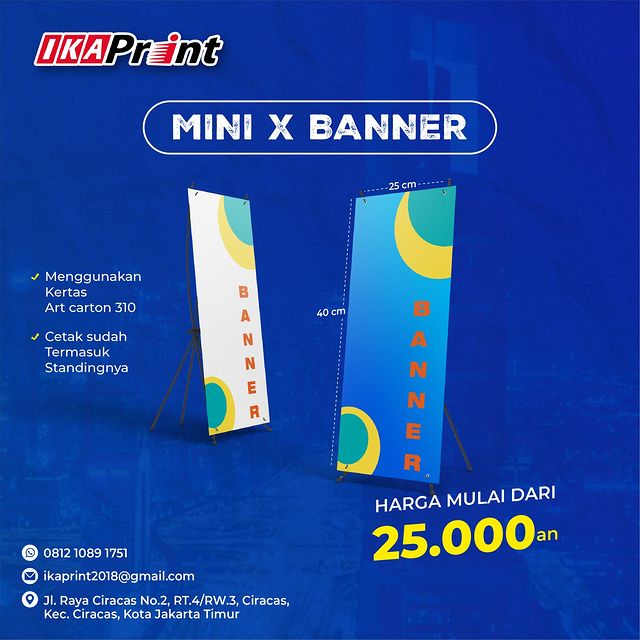 IKAPrint
MINI X BANNER
25 cm
40 cm
BANNER
BANNER
Menggunakan
Kertas
Art carton 310
Cetak sudah
Termasuk
Standingnya
HARGA MULAI DARI
25.000an
0812 1089 1751
ikaprint2018@gmail.com
Jl. Raya Ciracas No.2, RT.4/RW.3, Ciracas,
Kec. Ciracas, Kota Jakarta Timur